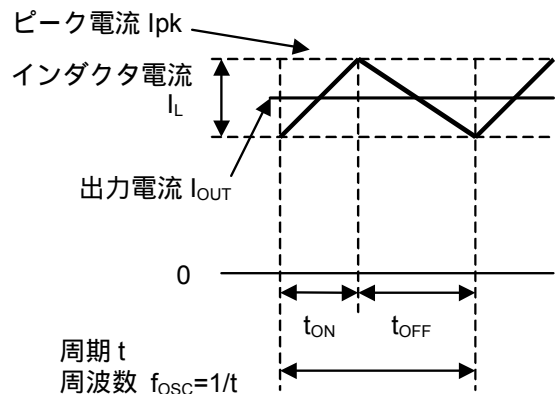 ピーク電流 Ipk
インダクタ電流
IL
出力電流 IOUT
0
tON
tOFF
周期 t
周波数 fOSC=1/t